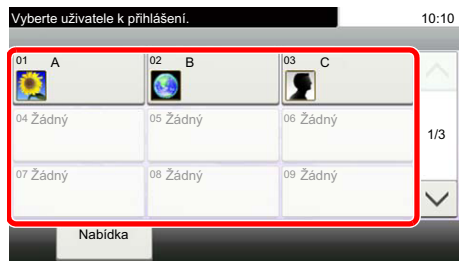 Vyberte uživatele k přihlášení. 10:10
01 A 02 B 03 C
04 Žádný 05 Žádný 06 Žádný
1/3
07 Žádný 08 Žádný 09 Žádný
Nabídka